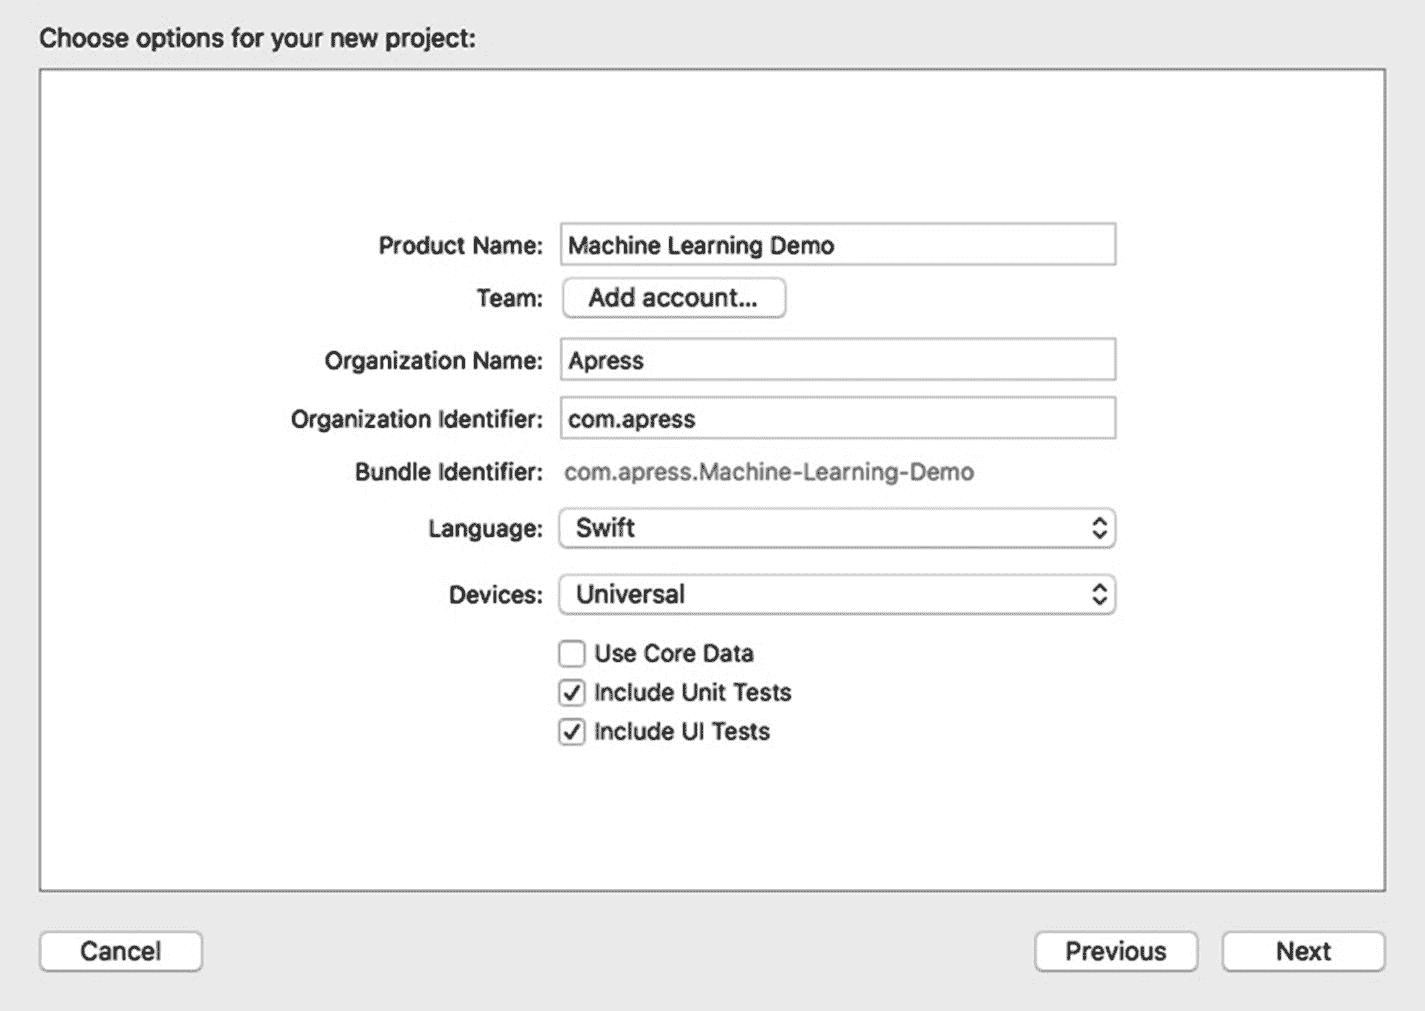 Choose options for your new project:
Product Name: Machine Learning Demo
Team: Add account...
Organization Name: Apress
Organization Identifier: com.apress
Bundle Identifier: com.apress.Machine-Learning-Demo
Language: Swift
Devices: Universal
Use Core Data
Include Unit Tests
Include UI Tests
Cancel Previous Next